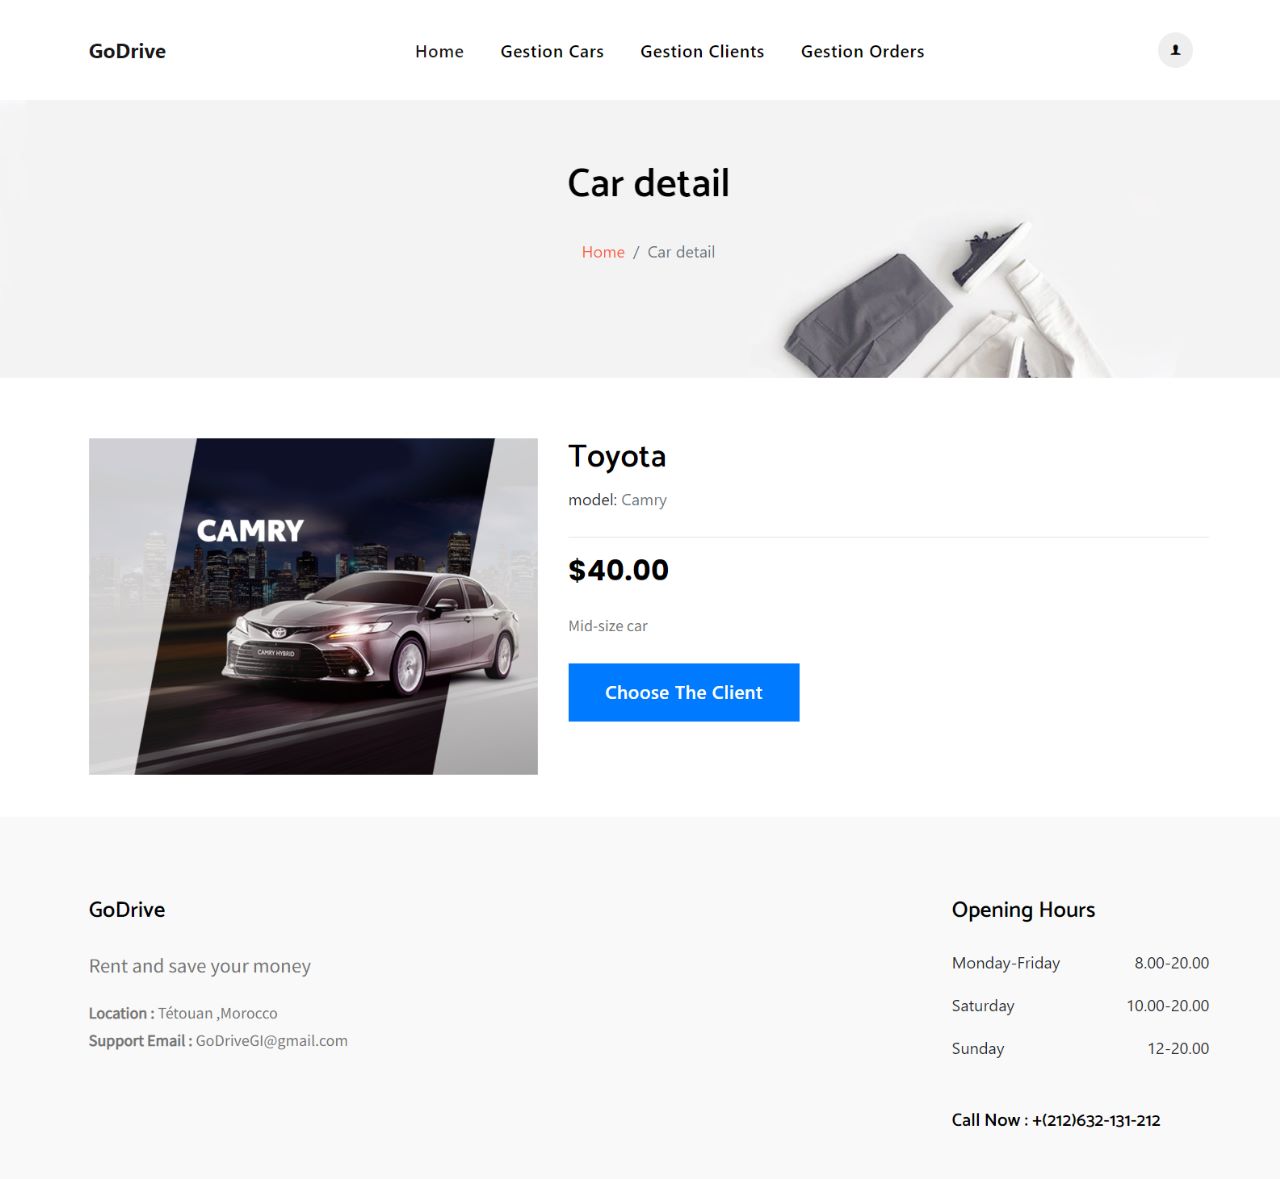 GoDrive
Home Gestion Cars Gestion Clients Gestion Orders
Car detail
Home / Car detail
CAMRY
CAMRY HYBRID
Toyota
model: Camry
$40.00
Mid-size car
Choose The Client
GoDrive
Rent and save your money
Location : Tétouan ,Morocco
Support Email : GoDriveGI@gmail.com
Opening Hours
Monday-Friday 8.00-20.00
Saturday 10.00-20.00
Sunday 12-20.00
Call Now : +(212)632-131-212